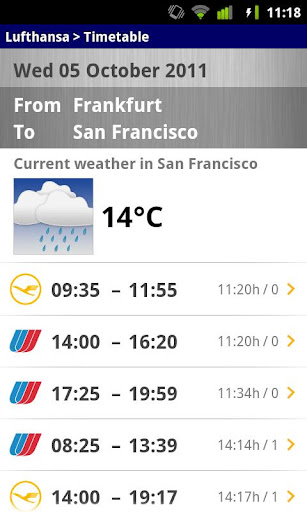 11:18
Lufthansa > Timetable
Wed 05 October 2011
From Frankfurt
To San Francisco
Current weather in San Francisco
14°C
09:35 – 11:55 11:20h / 0
14:00 – 16:20 11:20h / 0
17:25 – 19:59 11:34h / 0
08:25 – 13:39 14:14h / 1
14:00 – 19:17 14:17h / 1